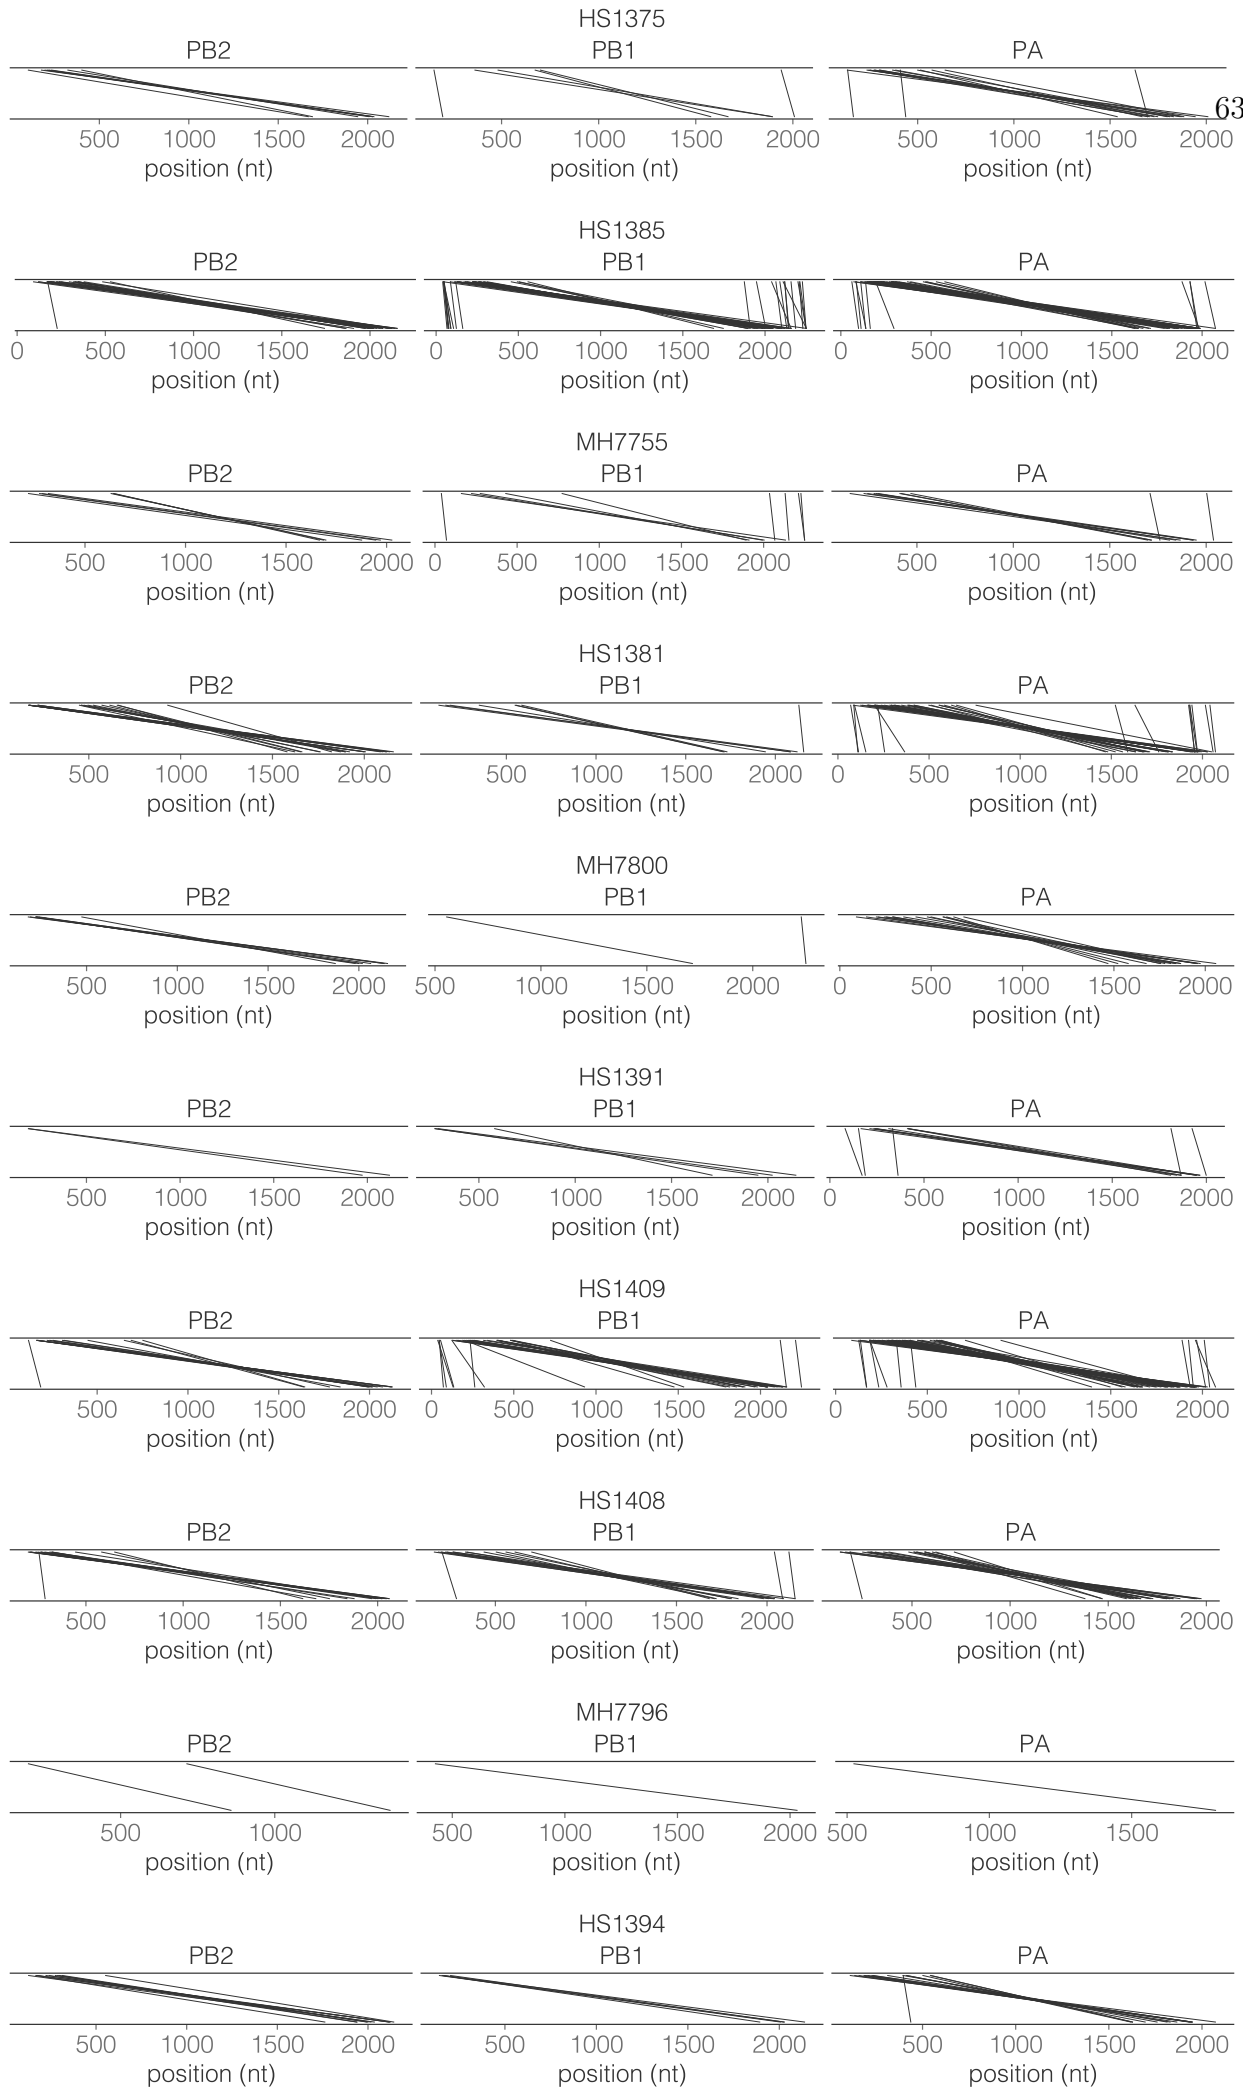 HS1375
PB2 PB1 PA
63
500 1000 1500 2000 500 1000 1500 2000 500 1000 1500 2000
position (nt) position (nt) position (nt)
HS1385
PB2 PB1 PA
0 500 1000 1500 2000 0 500 1000 1500 2000 0 500 1000 1500 2000
position (nt) position (nt) position (nt)
MH7755
PB2 PB1 PA
500 1000 1500 2000 0 500 1000 1500 2000 500 1000 1500 2000
position (nt) position (nt) position (nt)
HS1381
PB2 PB1 PA
500 1000 1500 2000 500 1000 1500 2000 0 500 1000 1500 2000
position (nt) position (nt) position (nt)
MH7800
PB2 PB1 PA
500 1000 1500 2000 500 1000 1500 2000 0 500 1000 1500 2000
position (nt) position (nt) position (nt)
HS1391
PB2 PB1 PA
500 1000 1500 2000 500 1000 1500 2000 0 500 1000 1500 2000
position (nt) position (nt) position (nt)
HS1409
PB2 PB1 PA
500 1000 1500 2000 0 500 1000 1500 2000 0 500 1000 1500 2000
position (nt) position (nt) position (nt)
HS1408
PB2 PB1 PA
500 1000 1500 2000 500 1000 1500 2000 500 1000 1500 2000
position (nt) position (nt) position (nt)
MH7796
PB2 PB1 PA
500 1000 500 1000 1500 2000 500 1000 1500
position (nt) position (nt) position (nt)
HS1394
PB2 PB1 PA
500 1000 1500 2000 500 1000 1500 2000 500 1000 1500 2000
position (nt) position (nt) position (nt)